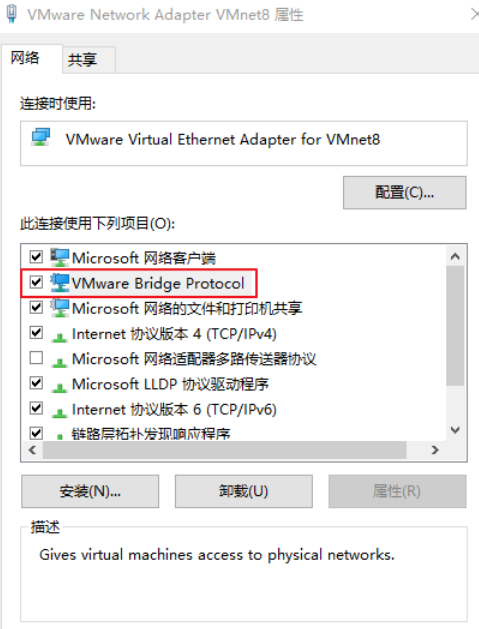 VMware Network Adapter VMnet8 属性
网络 共享
连接时使用:
VMware Virtual Ethernet Adapter for VMnet8
配置(C)...
此连接使用下列项目(O):
Microsoft 网络客户端
VMware Bridge Protocol
Microsoft 网络的文件和打印机共享
Internet 协议版本 4 (TCP/IPv4)
Microsoft 网络适配器多路传送器协议
Microsoft LLDP 协议驱动程序
Internet 协议版本 6 (TCP/IPv6)
链路层拓扑发现响应程序
安装(N)... 卸载(U) 属性(R)
描述
Gives virtual machines access to physical networks.